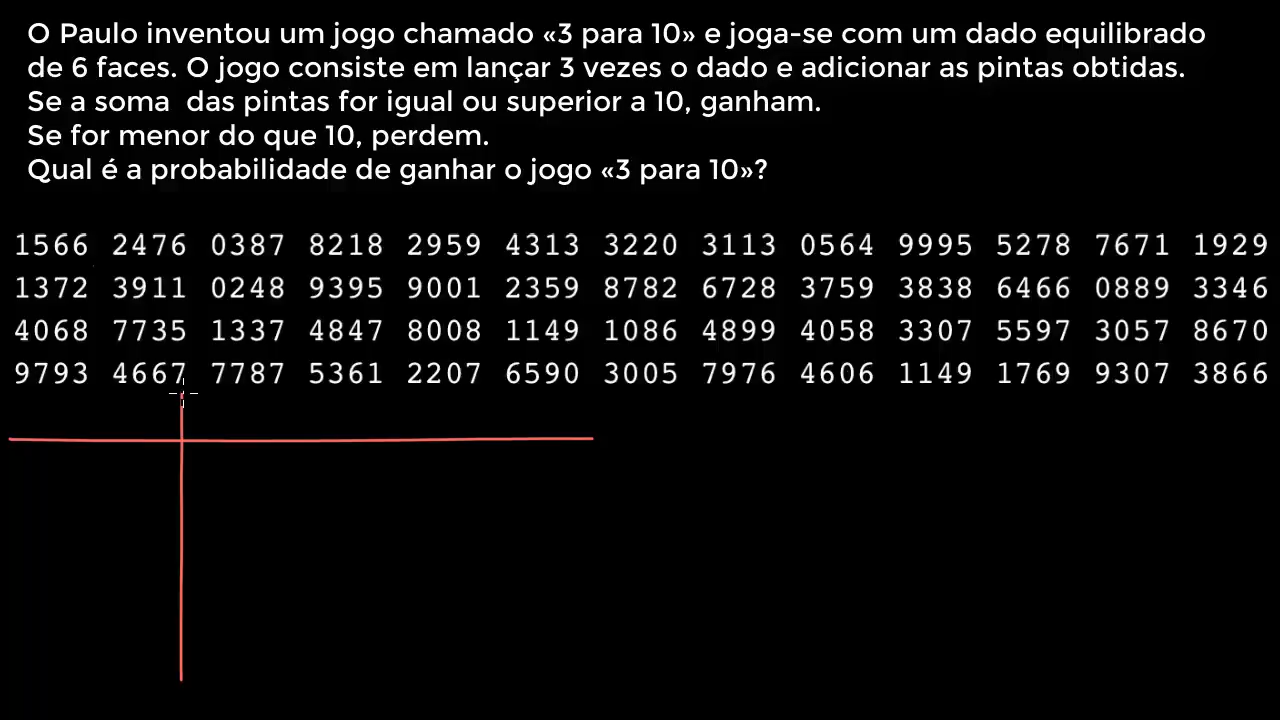 O Paulo inventou um jogo chamado «3 para 10» e joga-se com um dado equilibrado
de 6 faces. O jogo consiste em lançar 3 vezes o dado e adicionar as pintas obtidas.
Se a soma  das pintas for igual ou superior a 10, ganham.
Se for menor do que 10, perdem.
Qual é a probabilidade de ganhar o jogo «3 para 10»?
1566 2476 0387 8218 2959 4313 3220 3113 0564 9995 5278 7671 1929
1372 3911 0248 9395 9001 2359 8782 6728 3759 3838 6466 0889 3346
4068 7735 1337 4847 8008 1149 1086 4899 4058 3307 5597 3057 8670
9793 4667 7787 5361 2207 6590 3005 7976 4606 1149 1769 9307 3866